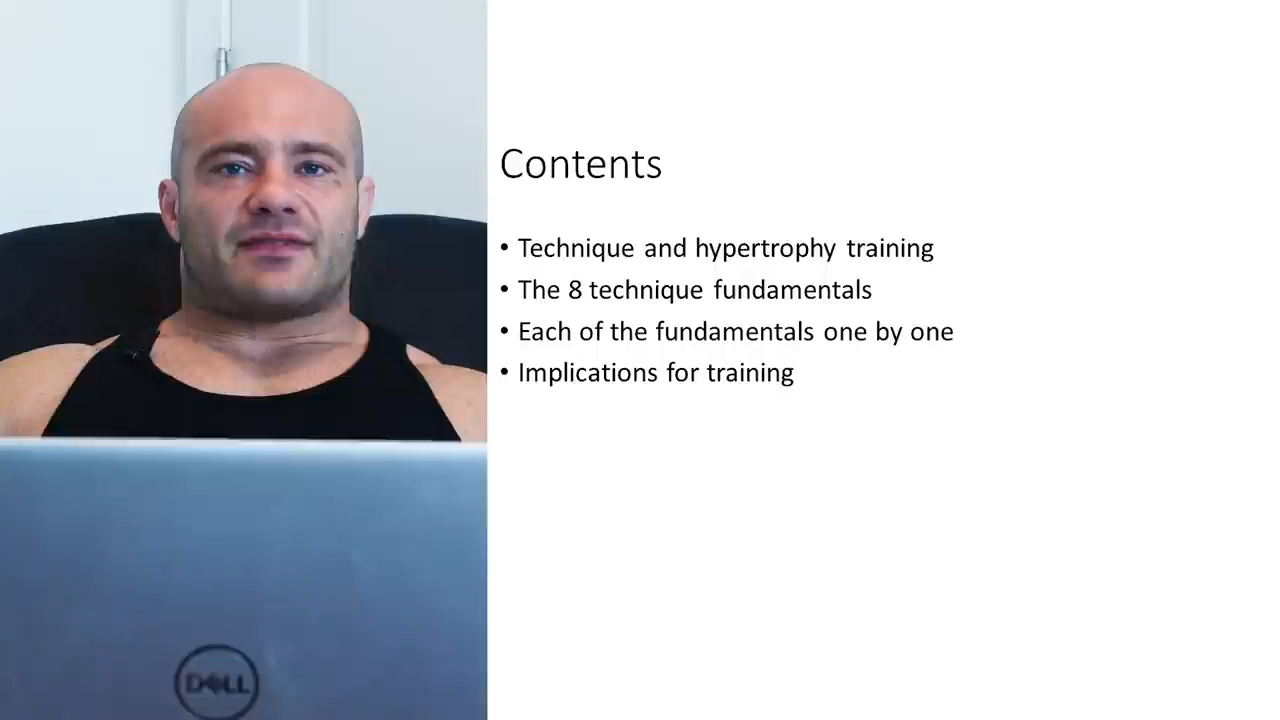 Contents
• Technique and hypertrophy training
• The 8 technique fundamentals
• Each of the fundamentals one by one
• Implications for training
DELL